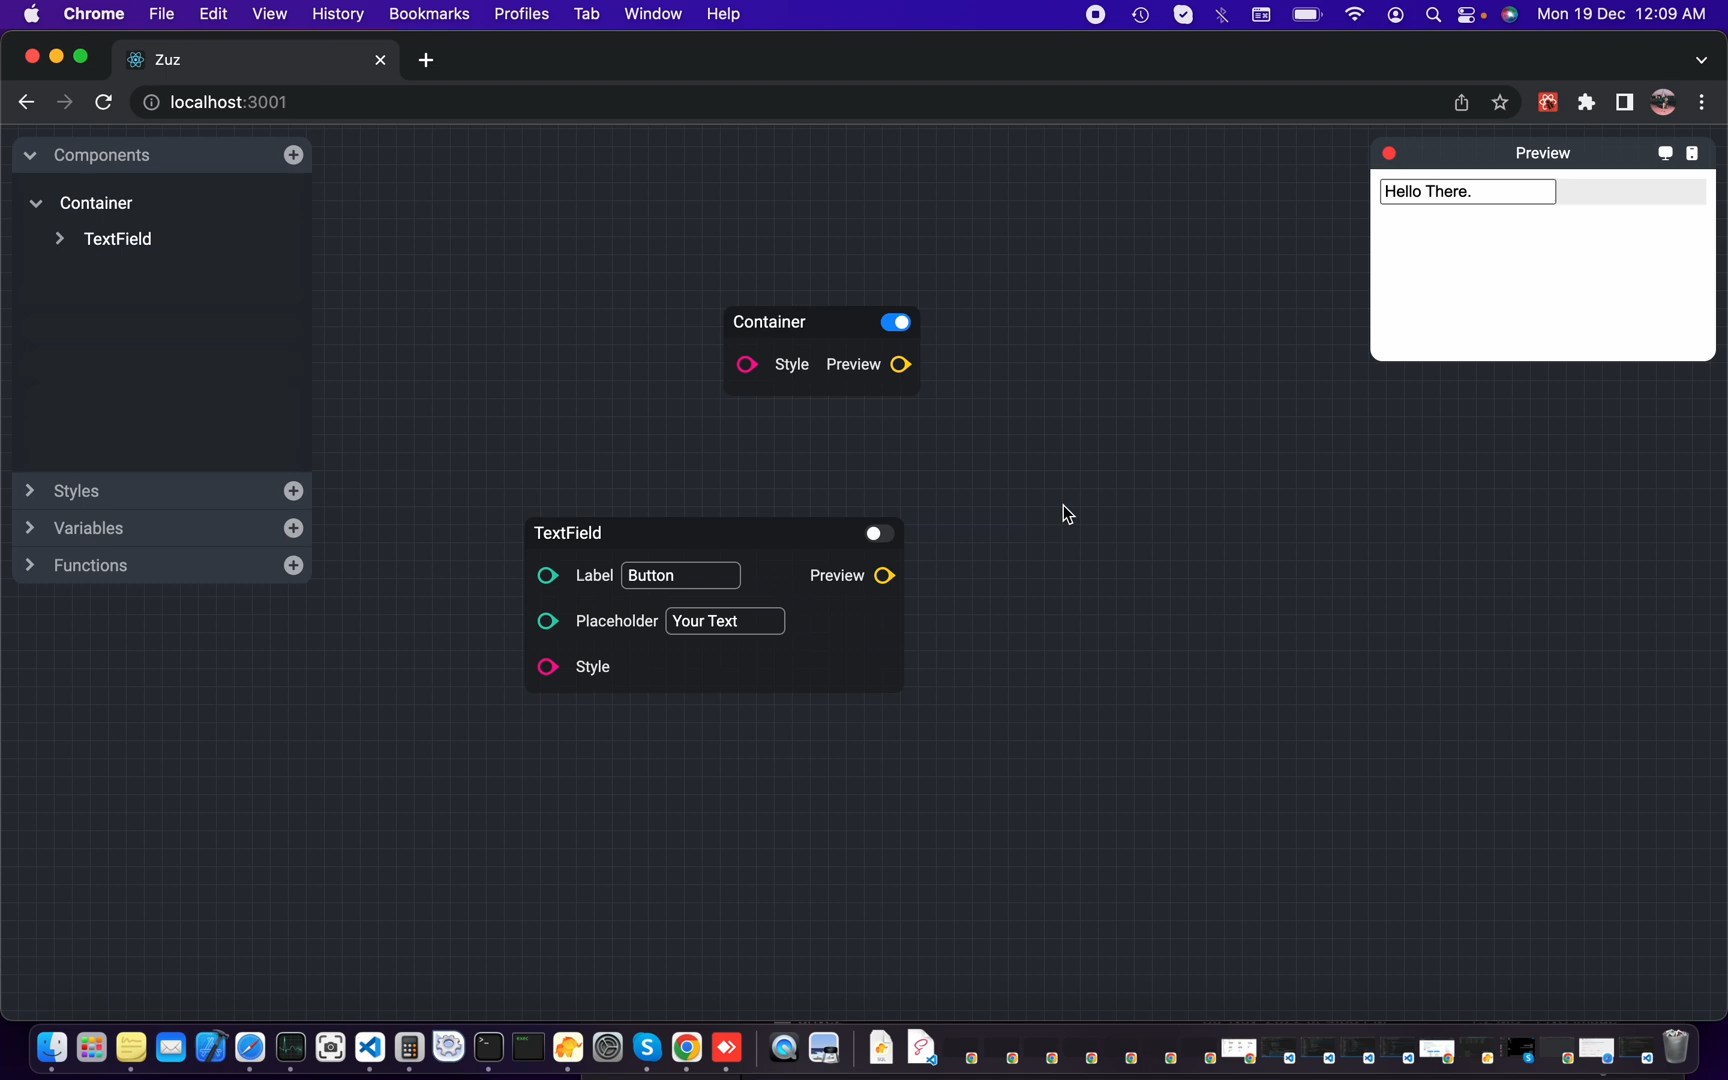 Chrome File Edit View History Bookmarks Profiles Tab Window Help Mon 19 Dec 12:09 AM
Zuz
localhost:3001
Components
Container
TextField
Styles
Variables
Functions
Container
Style Preview
TextField
Label Button Preview
Placeholder Your Text
Style
Preview
Hello There.